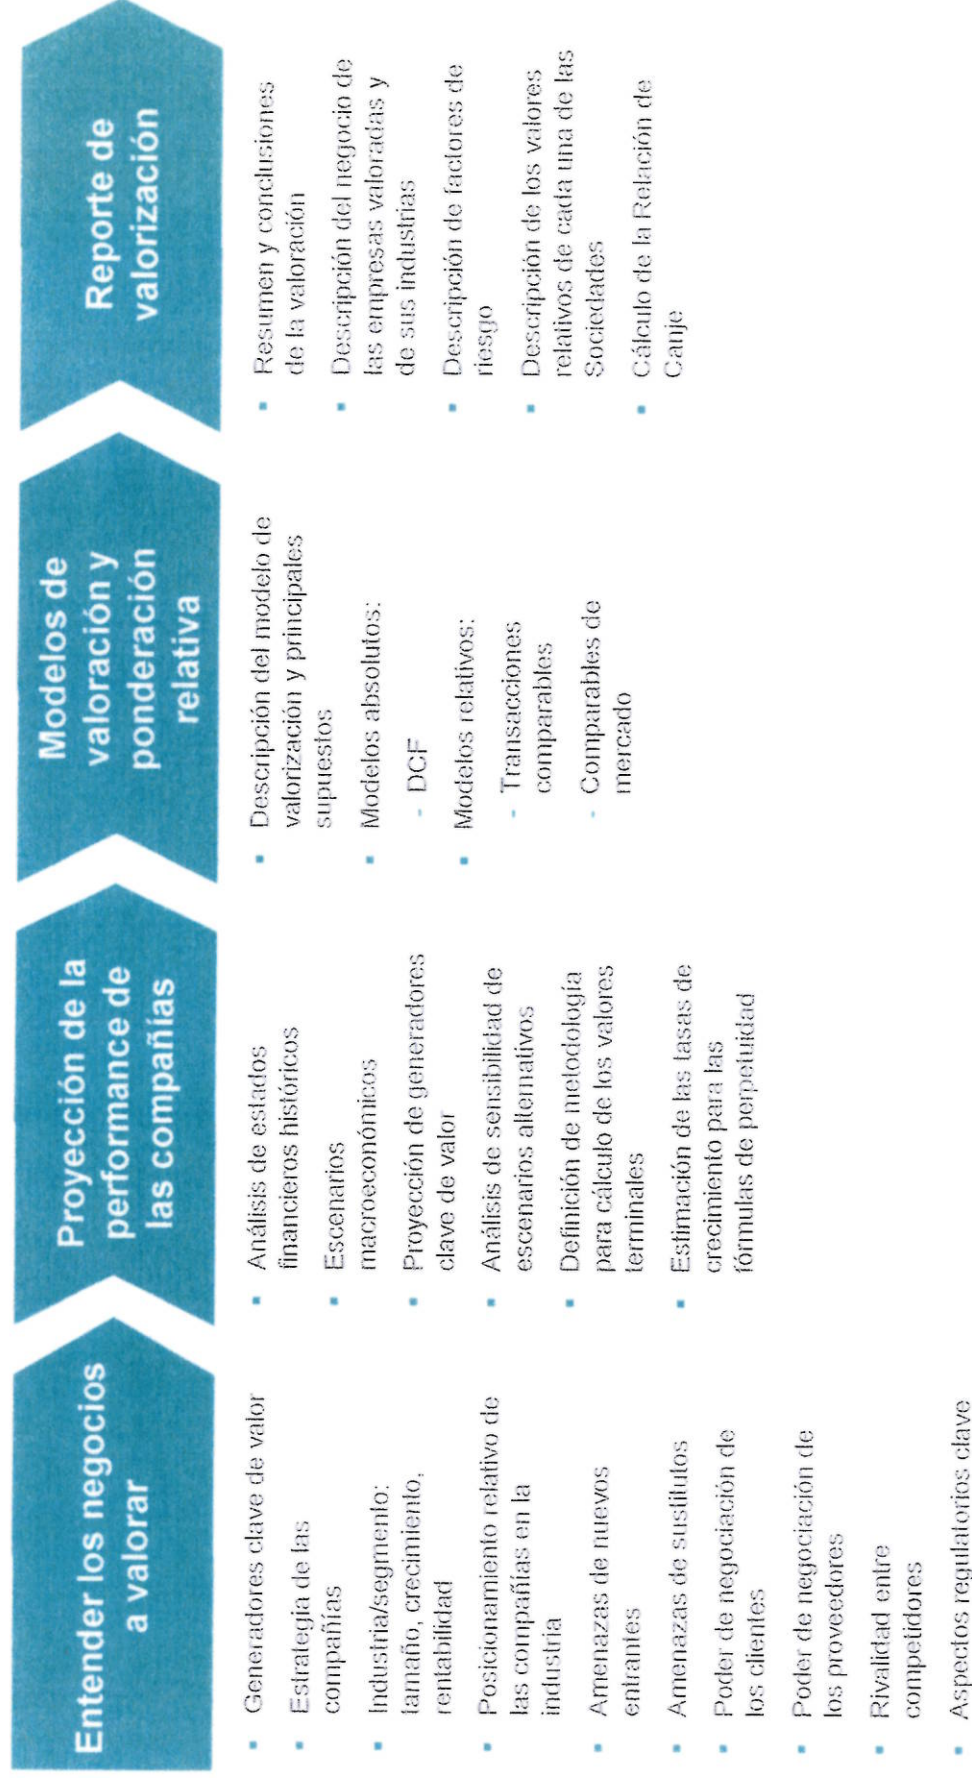 Entender los negocios
a valorar
Generadores clave de valor
Estrategia de las
compañías
Industria/segmento:
tamaño, crecimiento,
rentabilidad
Posicionamiento relativo de
las compañías en la
industria
Amenazas de nuevos
entrantes
Amenazas de sustitutos
Poder de negociación de
los clientes
Poder de negociación de
los proveedores
Rivalidad entre
competidores
Aspectos regulatorios clave
Proyección de la
performance de
las compañías
Análisis de estados
financieros históricos
Escenarios
macroeconómicos
Proyección de generadores
clave de valor
Análisis de sensibilidad de
escenarios alternativos
Definición de metodología
para cálculo de los valores
terminales
Estimación de las tasas de
crecimiento para las
fórmulas de perpetuidad
Modelos de
valoración y
ponderación
relativa
Descripción del modelo de
valorización y principales
supuestos
Modelos absolutos:
- DCF
Modelos relativos:
- Transacciones
comparables
- Comparables de
mercado
Reporte de
valorización
Resumen y conclusiones
de la valoración
Descripción del negocio de
las empresas valoradas y
de sus industrias
Descripción de factores de
riesgo
Descripción de los valores
relativos de cada una de las
Sociedades
Cálculo de la Relación de
Canje